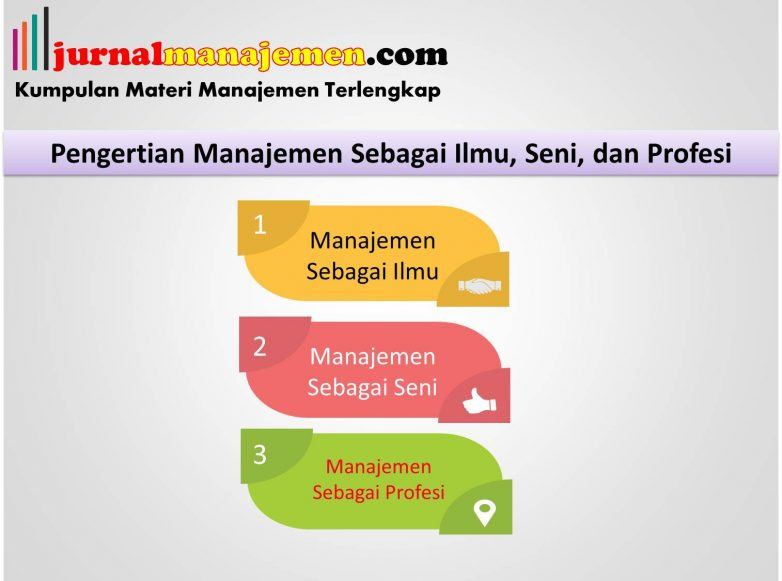 jurnalmanajemen.com
Kumpulan Materi Manajemen Terlengkap
Pengertian Manajemen Sebagai Ilmu, Seni, dan Profesi
1
Manajemen
Sebagai Ilmu
2
Manajemen
Sebagai Seni
3
Manajemen
Sebagai Profesi